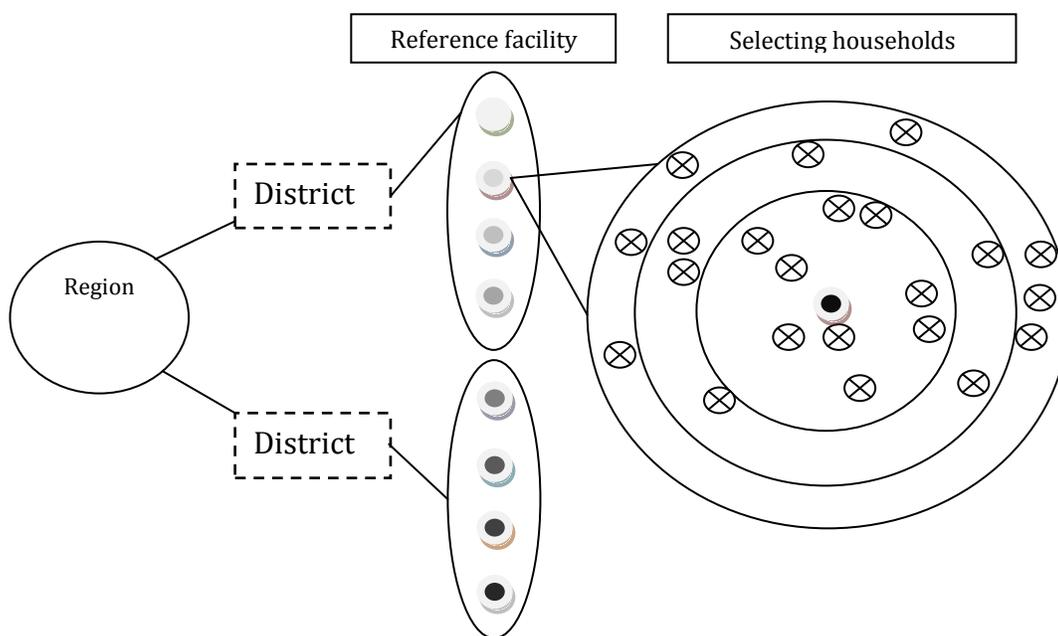 Reference facility
Selecting households
District
Region
District